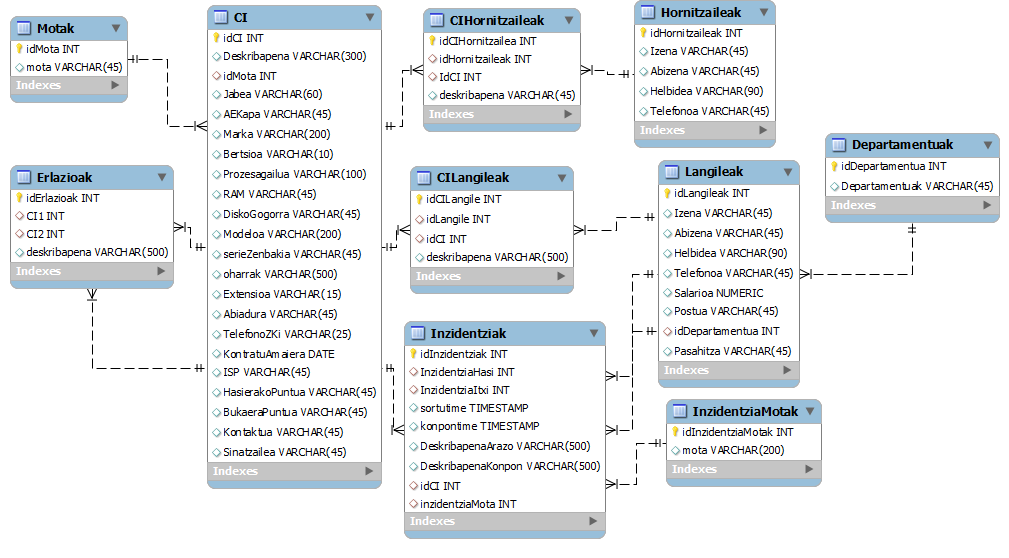 Motak
idMota INT
mota VARCHAR(45)
Indexes
CI
idCI INT
Deskribapena VARCHAR(300)
idMota INT
Jabea VARCHAR(60)
AEKapa VARCHAR(45)
Marka VARCHAR(200)
Bertsioa VARCHAR(10)
Prozesagailua VARCHAR(100)
RAM VARCHAR(45)
DiskoGogorra VARCHAR(45)
Modeloa VARCHAR(200)
serieZenbakia VARCHAR(45)
oharrak VARCHAR(500)
Extensioa VARCHAR(15)
Abiadura VARCHAR(45)
TelefonoZKi VARCHAR(25)
KontratuAmaiera DATE
ISP VARCHAR(45)
HasierakoPuntua VARCHAR(45)
BukaeraPuntua VARCHAR(45)
Kontaktua VARCHAR(45)
Sinatzailea VARCHAR(45)
Indexes
CIHornitzaileak
idCIHornitzailea INT
idHornitzaileak INT
IdCI INT
deskribapena VARCHAR(45)
Indexes
Hornitzaileak
idHornitzaileak INT
Izena VARCHAR(45)
Abizena VARCHAR(45)
Helbidea VARCHAR(90)
Telefonoa VARCHAR(45)
Indexes
Erlazioak
idErlazioak INT
CI1 INT
CI2 INT
deskribapena VARCHAR(500)
Indexes
CILangileak
idCILangile INT
idLangile INT
idCI INT
deskribapena VARCHAR(500)
Indexes
Langileak
idLangileak INT
Izena VARCHAR(45)
Abizena VARCHAR(45)
Helbidea VARCHAR(90)
Telefonoa VARCHAR(45)
Salarioa NUMERIC
Postua VARCHAR(45)
idDepartamentua INT
Pasahitza VARCHAR(45)
Indexes
Departamentuak
idDepartamentua INT
Departamentuak VARCHAR(45)
Indexes
Inzidentziak
idInzidentziak INT
InzidentziaHasi INT
InzidentziaItxi INT
sortutime TIMESTAMP
konpontime TIMESTAMP
DeskribapenaArazo VARCHAR(500)
DeskribapenaKonpon VARCHAR(500)
idCI INT
inzidentziaMota INT
Indexes
InzidentziaMotak
idInzidentziaMotak INT
mota VARCHAR(200)
Indexes